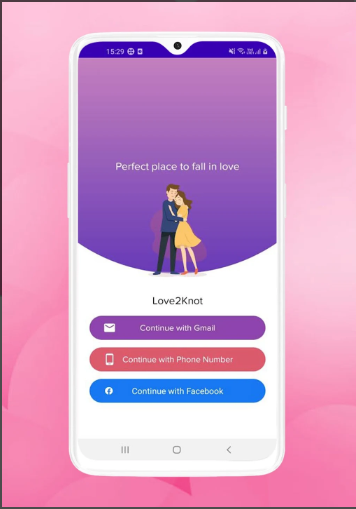 15:29
Perfect place to fall in love
Love2Knot
Continue with Gmail
Continue with Phone Number
Continue with Facebook